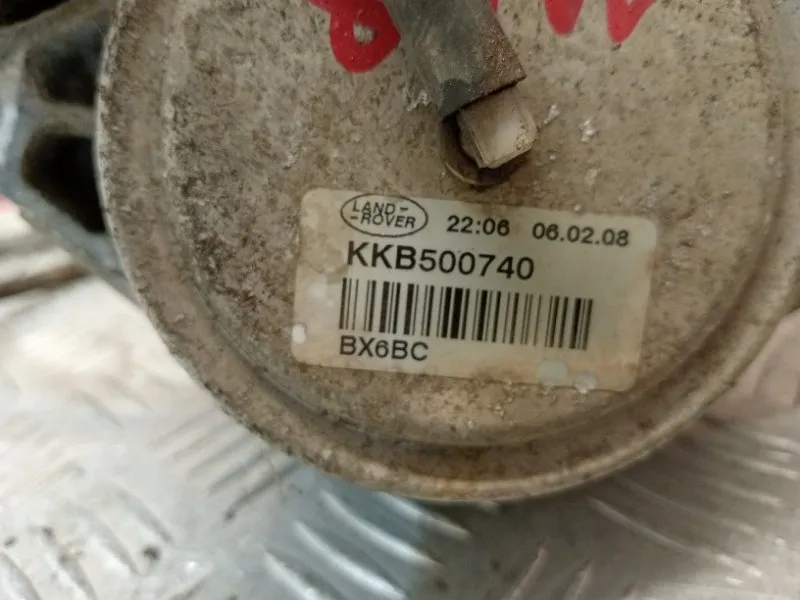 LAND-
-ROVER
22:06 06.02.08
KKB500740
BX6BC